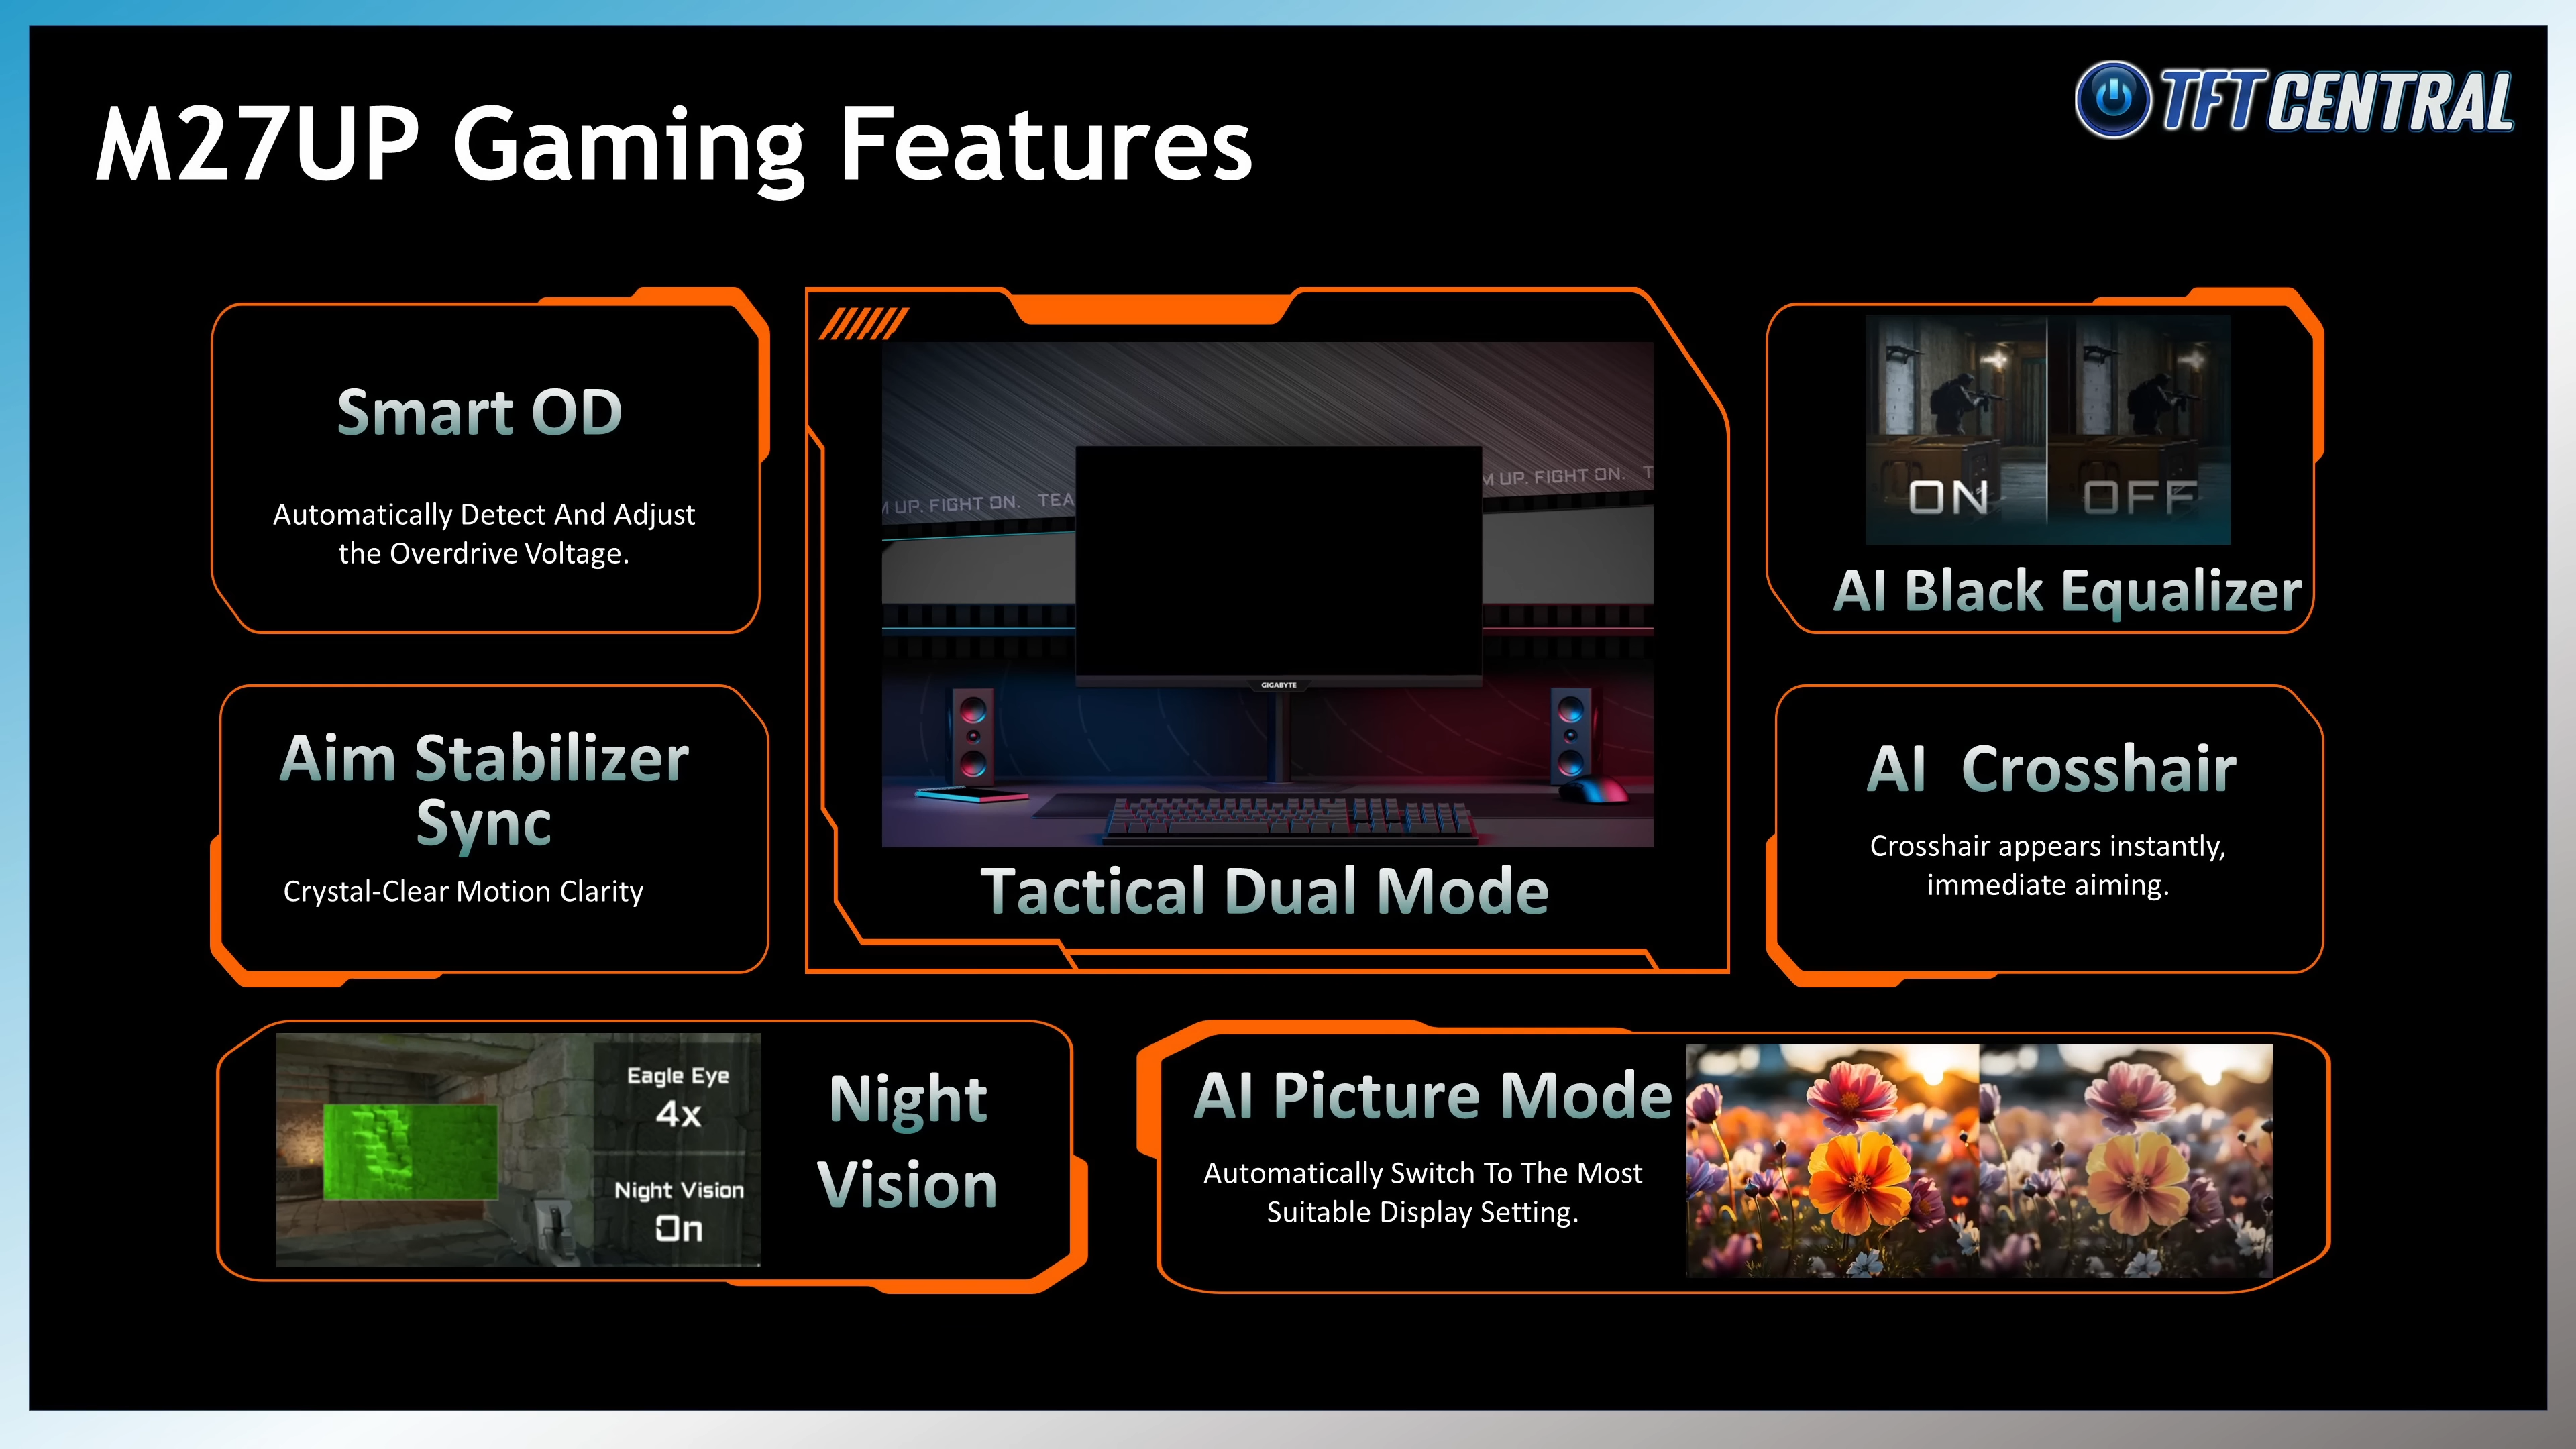 M27UP Gaming Features
TFT CENTRAL
Smart OD
Automatically Detect And Adjust
the Overdrive Voltage.
Aim Stabilizer
Sync
Crystal-Clear Motion Clarity
M UP. FIGHT ON. TEA
M UP. FIGHT ON. T
GIGABYTE
Tactical Dual Mode
ON OFF
AI Black Equalizer
AI Crosshair
Crosshair appears instantly,
immediate aiming.
Eagle Eye
4x
Night Vision
On
Night
Vision
AI Picture Mode
Automatically Switch To The Most
Suitable Display Setting.